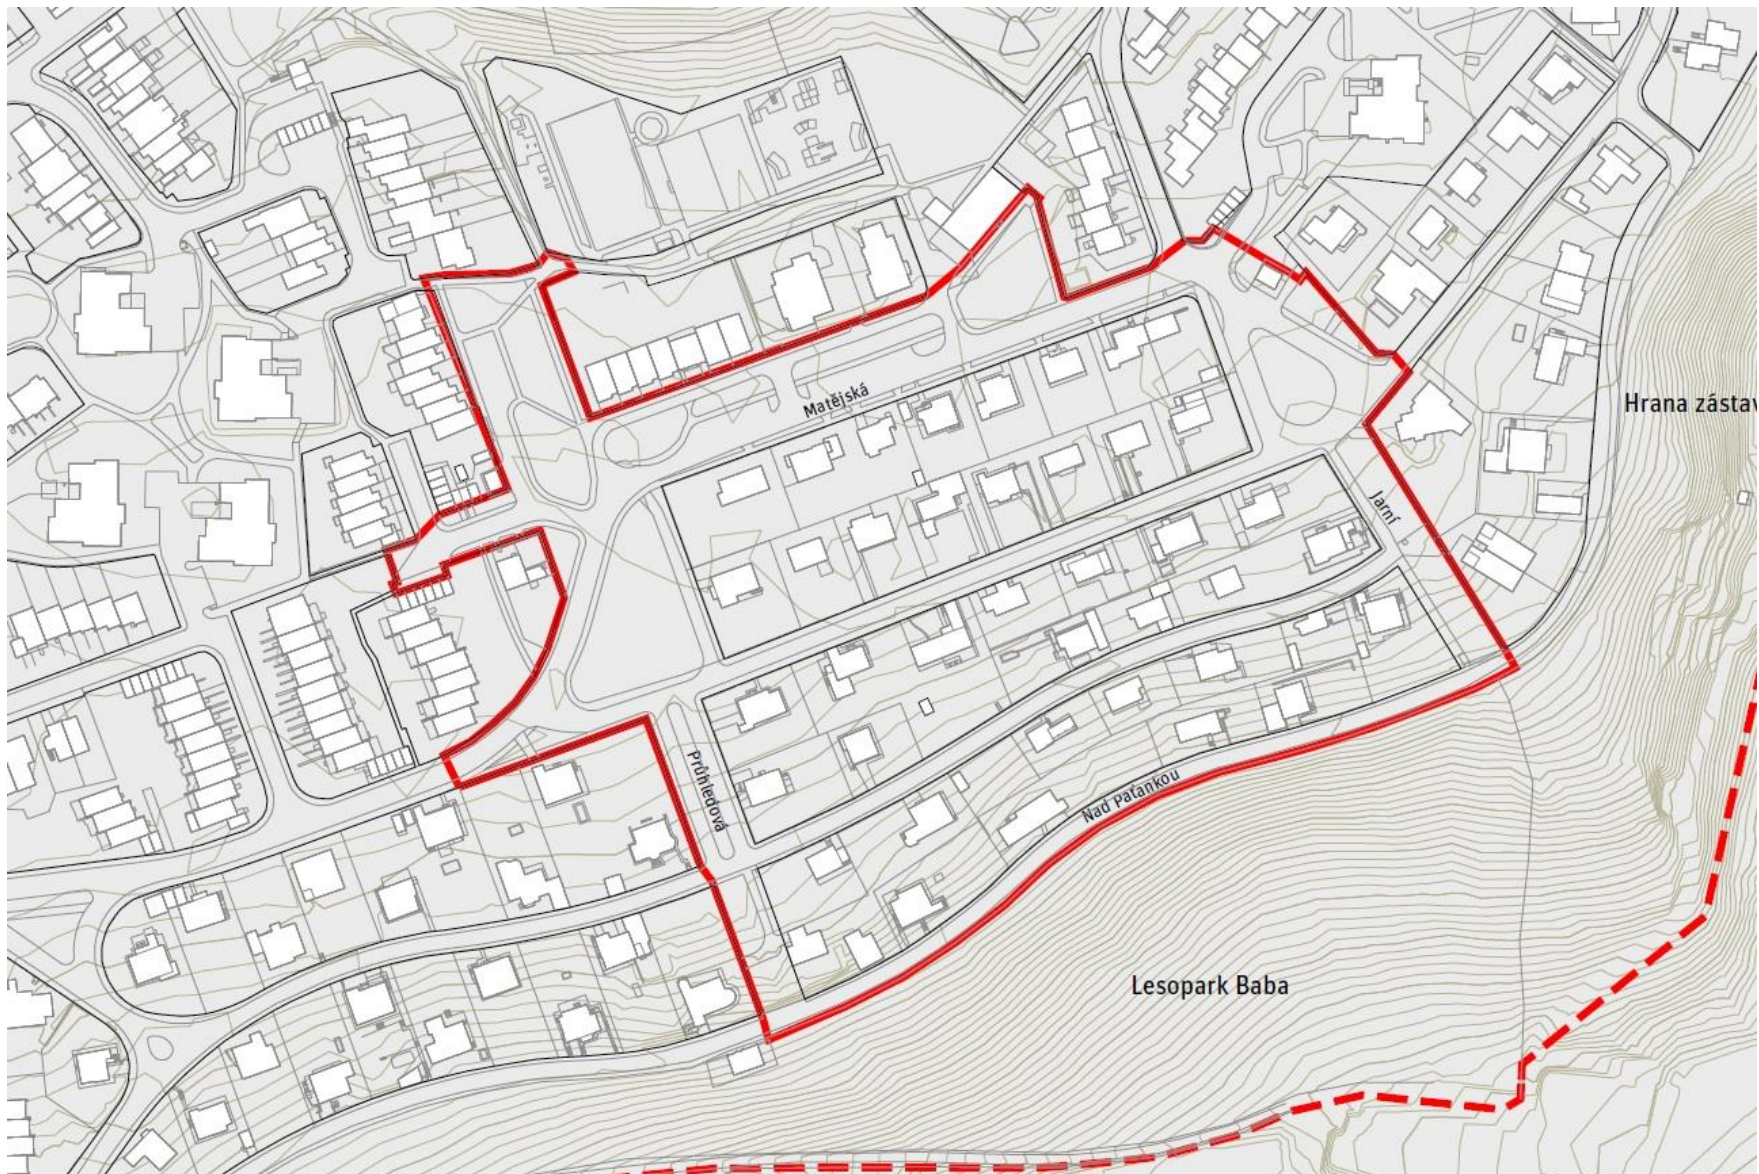 Matějská
Hrana zástav
Jarní
Průhledová
Nad Paťankou
Lesopark Baba